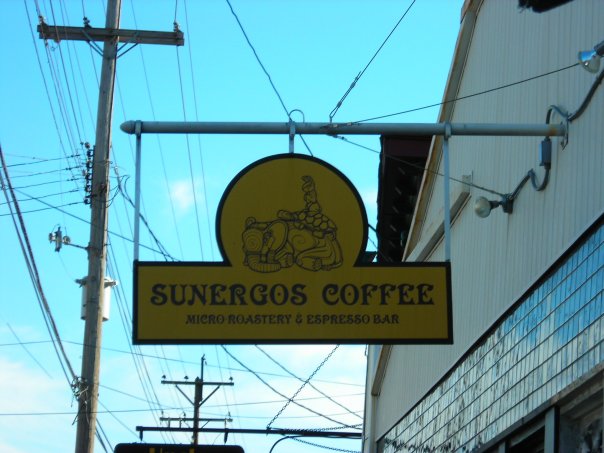 SUNERGOS COFFEE
MICRO-ROASTERY & ESPRESSO BAR